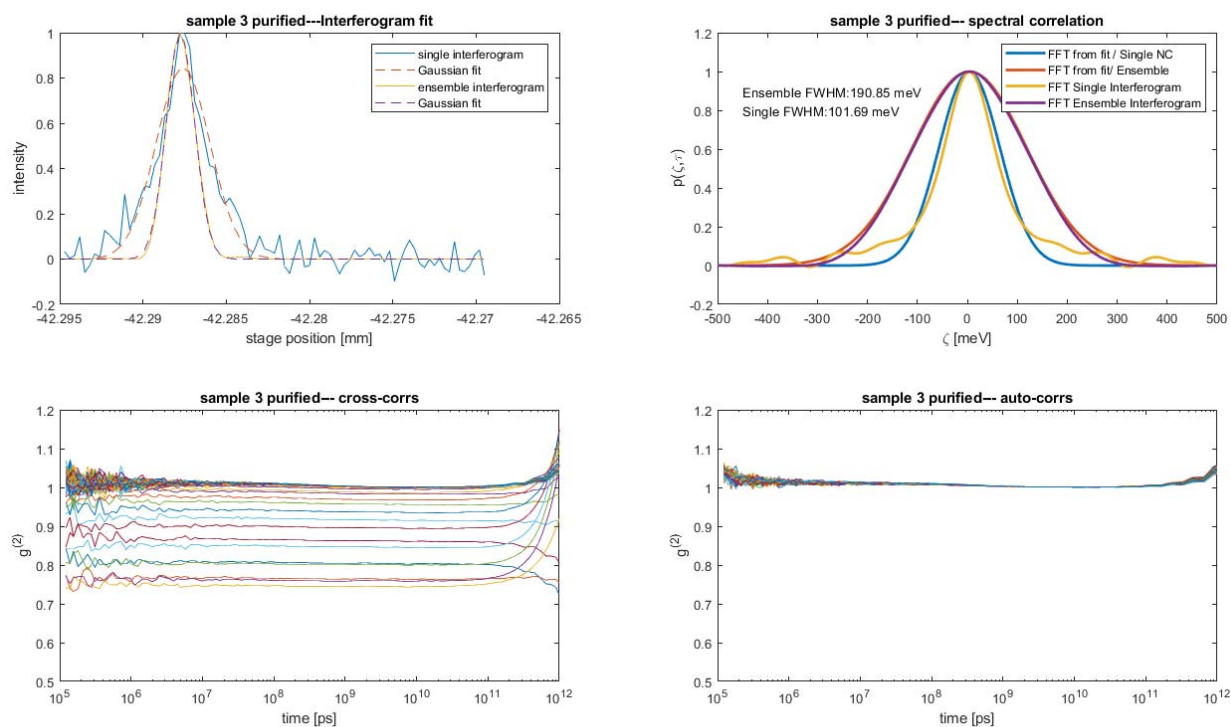 sample 3 purified---Interferogram fit
1
0.8
0.6
0.4
0.2
0
-0.2
intensity
single interferogram
Gaussian fit
ensemble interferogram
Gaussian fit
-42.295 -42.29 -42.285 -42.28 -42.275 -42.27 -42.265
stage position [mm]
sample 3 purified--- spectral correlation
1.2
1
0.8
0.6
0.4
0.2
0
-0.2
p(ζ,τ)
Ensemble FWHM:190.85 meV
Single FWHM:101.69 meV
FFT from fit / Single NC
FFT from fit/ Ensemble
FFT Single Interferogram
FFT Ensemble Interferogram
-500 -400 -300 -200 -100 0 100 200 300 400 500
ζ [meV]
sample 3 purified--- cross-corrs
1.2
1.1
1
0.9
0.8
0.7
0.6
0.5
g(2)
10^5 10^6 10^7 10^8 10^9 10^10 10^11 10^12
time [ps]
sample 3 purified--- auto-corrs
1.2
1.1
1
0.9
0.8
0.7
0.6
0.5
g(2)
10^5 10^6 10^7 10^8 10^9 10^10 10^11 10^12
time [ps]